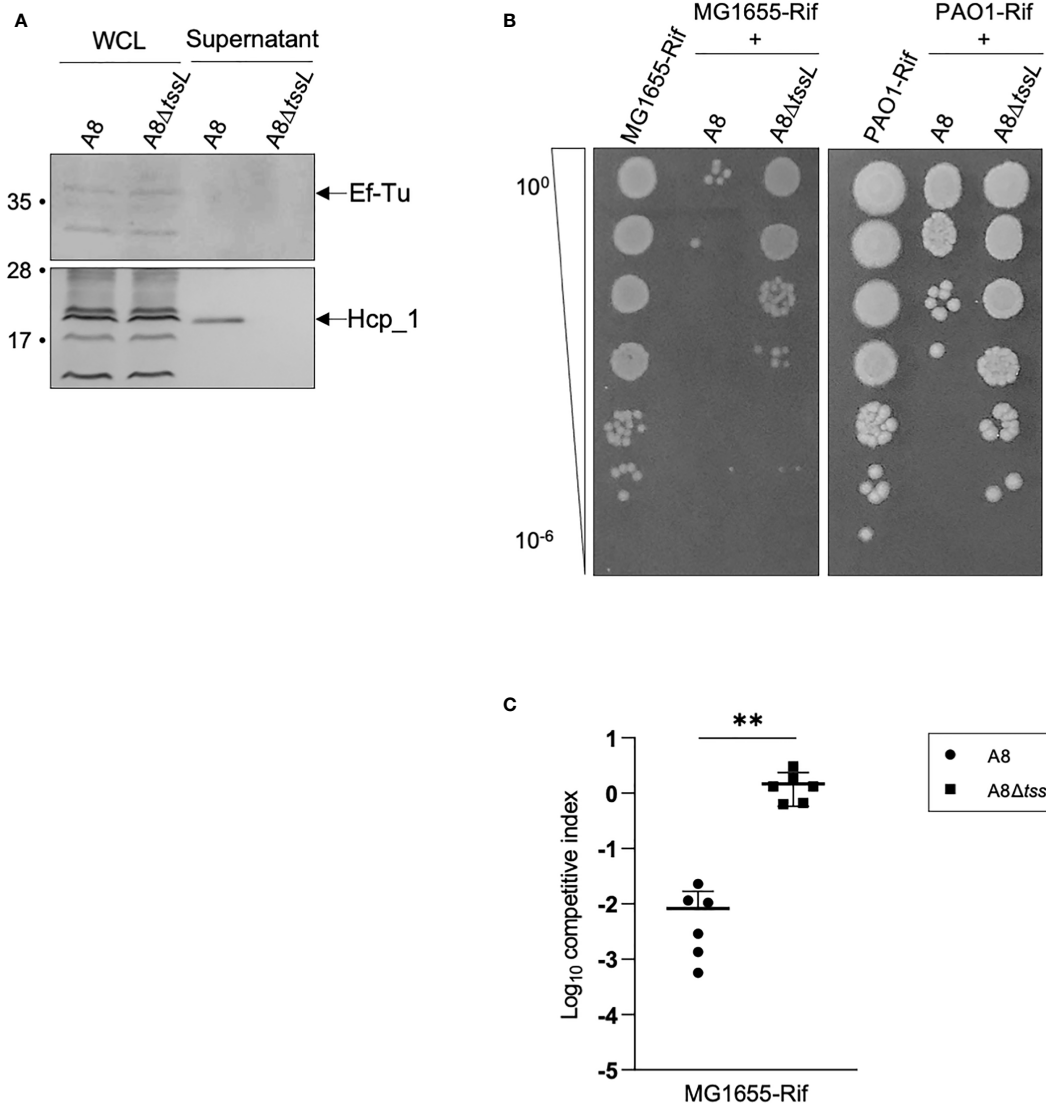 A
WCL Supernatant
A8 A8ΔtssL A8 A8ΔtssL
35 • Ef-Tu
28 •
Hcp_1
17 •
B
MG1655-Rif PAO1-Rif
+ +
MG1655-Rif A8 A8ΔtssL PAO1-Rif A8 A8ΔtssL
10⁰
10⁻⁶
C
**
1
0
-1
-2
-3
-4
-5
Log₁₀ competitive index
MG1655-Rif
A8
A8Δtss